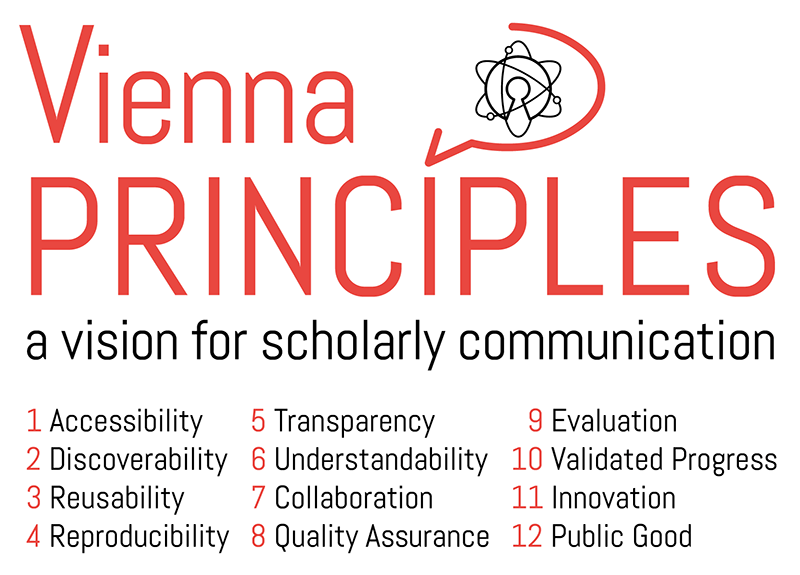 Vienna
PRINCIPLES
a vision for scholarly communication
1 Accessibility
2 Discoverability
3 Reusability
4 Reproducibility
5 Transparency
6 Understandability
7 Collaboration
8 Quality Assurance
9 Evaluation
10 Validated Progress
11 Innovation
12 Public Good